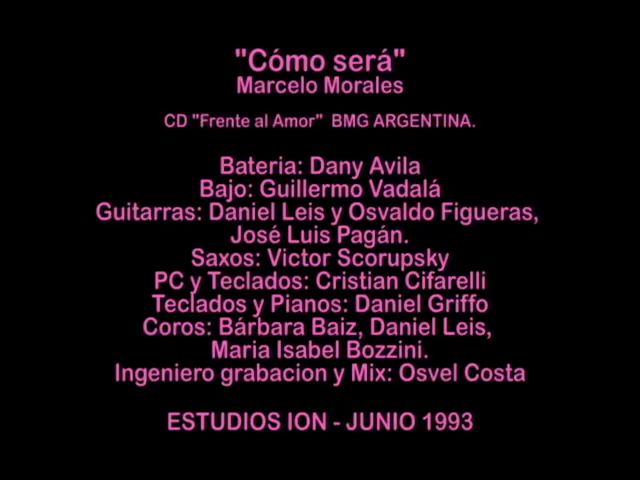 "Cómo será"
Marcelo Morales
CD "Frente al Amor" BMG ARGENTINA.
Bateria: Dany Avila
Bajo: Guillermo Vadalá
Guitarras: Daniel Leis y Osvaldo Figueras,
José Luis Pagán.
Saxos: Victor Scorupsky
PC y Teclados: Cristian Cifarelli
Teclados y Pianos: Daniel Griffo
Coros: Bárbara Baiz, Daniel Leis,
Maria Isabel Bozzini.
Ingeniero grabacion y Mix: Osvel Costa
ESTUDIOS ION - JUNIO 1993